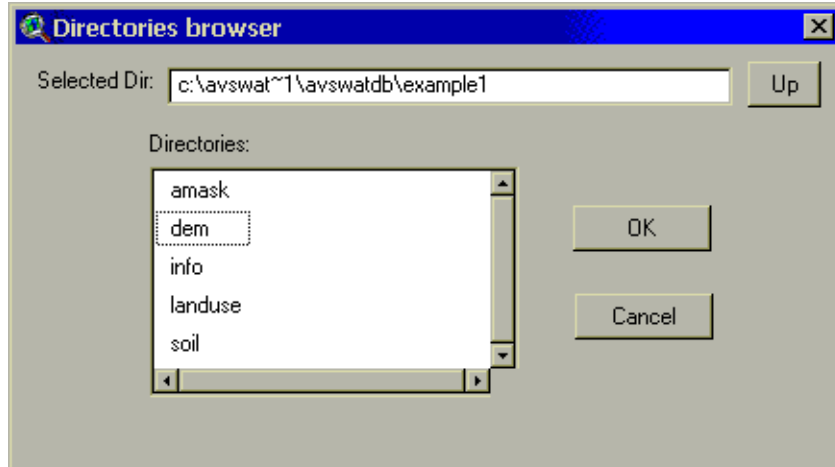 Directories browser
Selected Dir: c:\avswat~1\avswatdb\example1 Up
Directories:
amask
dem
info
landuse
soil
OK
Cancel